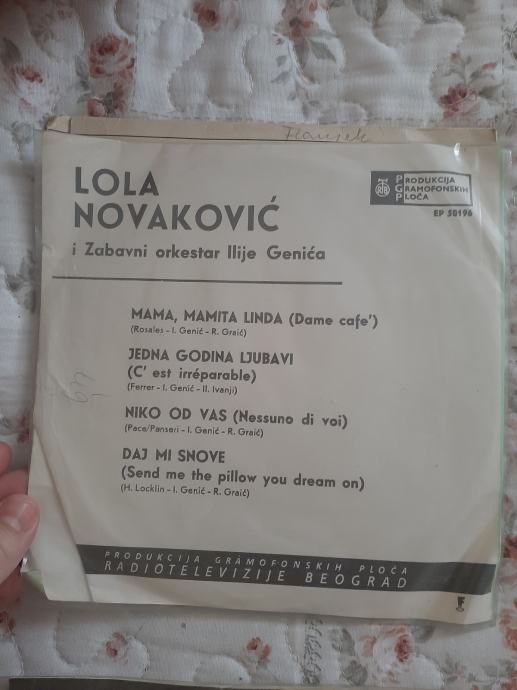 LOLA
NOVAKOVIĆ
i Zabavni orkestar Ilije Genića
PRODUKCIJA
GRAMOFONSKIH
PLOČA
EP 50196
MAMA, MAMITA LINDA (Dame cafe')
(Rosales - I. Genić - R. Graić)
JEDNA GODINA LJUBAVI
(C' est irréparable)
(Ferrer - I. Genić - Il. Ivanji)
NIKO OD VAS (Nessuno di voi)
(Pace/Panseri - I. Genić - R. Graić)
DAJ MI SNOVE
(Send me the pillow you dream on)
(H. Locklin - I. Genić - R. Graić)
PRODUKCIJA GRAMOFONSKIH PLOČA
RADIOTELEVIZIJE BEOGRAD